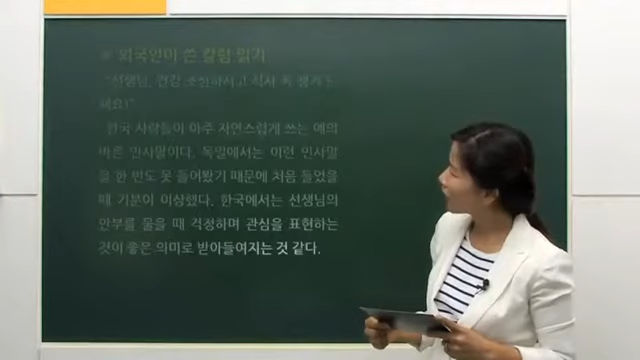 ※ 외국인이 쓴 칼럼 읽기
"선생님, 건강 조심하시고 식사 꼭 챙겨 드
세요!"
한국 사람들이 아주 자연스럽게 쓰는 예의
바른 인사말이다. 독일에서는 이런 인사말
을 한 번도 못 들어봤기 때문에 처음 들었을
때 기분이 이상했다. 한국에서는 선생님의
안부를 물을 때 걱정하며 관심을 표현하는
것이 좋은 의미로 받아들여지는 것 같다.